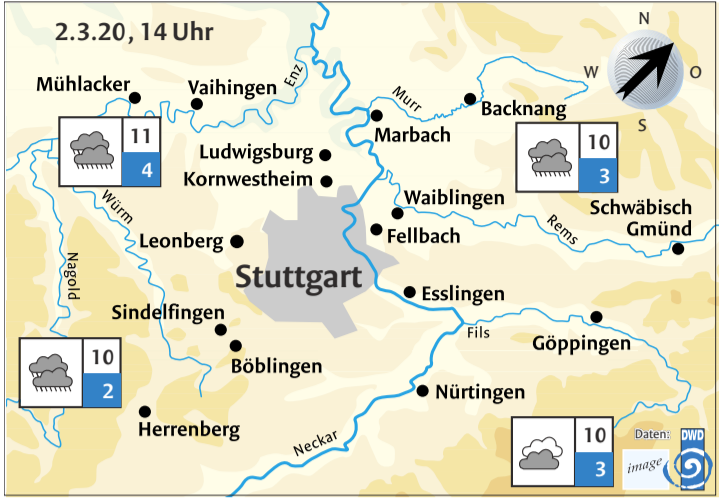 2.3.20, 14 Uhr
N
W
O
S
Mühlacker
Vaihingen
Enz
Murr
Backnang
Marbach
11
4
10
3
Ludwigsburg
Kornwestheim
Waiblingen
Schwäbisch
Gmünd
Würm
Rems
Leonberg
Fellbach
Nagold
Stuttgart
Esslingen
Sindelfingen
Fils
Göppingen
10
2
Böblingen
Nürtingen
Herrenberg
Neckar
10
3
Daten:
DWD
image